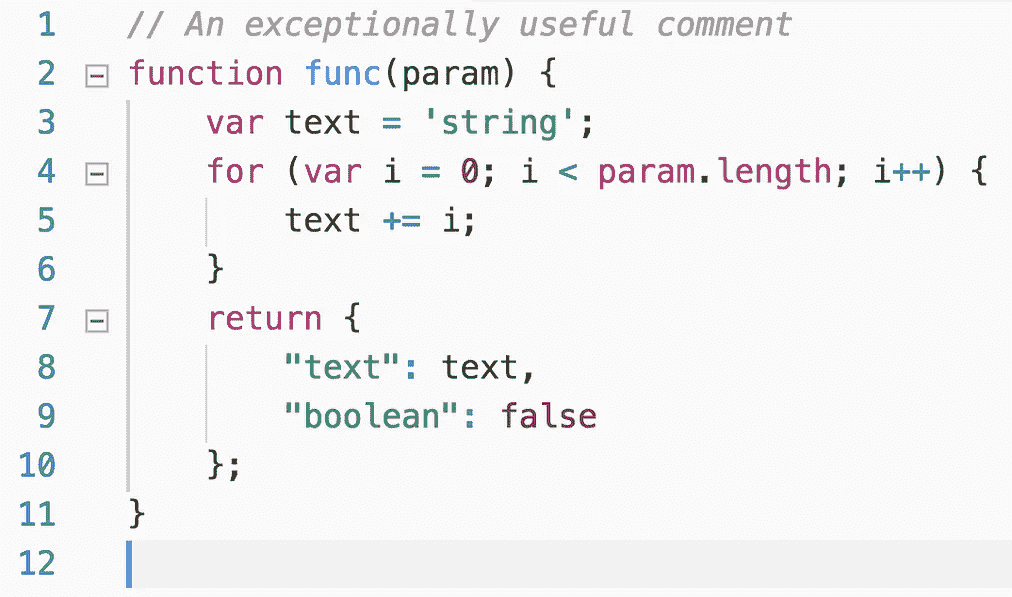 1 // An exceptionally useful comment
2 function func(param) {
3     var text = 'string';
4     for (var i = 0; i < param.length; i++) {
5         text += i;
6     }
7     return {
8         "text": text,
9         "boolean": false
10     };
11 }
12